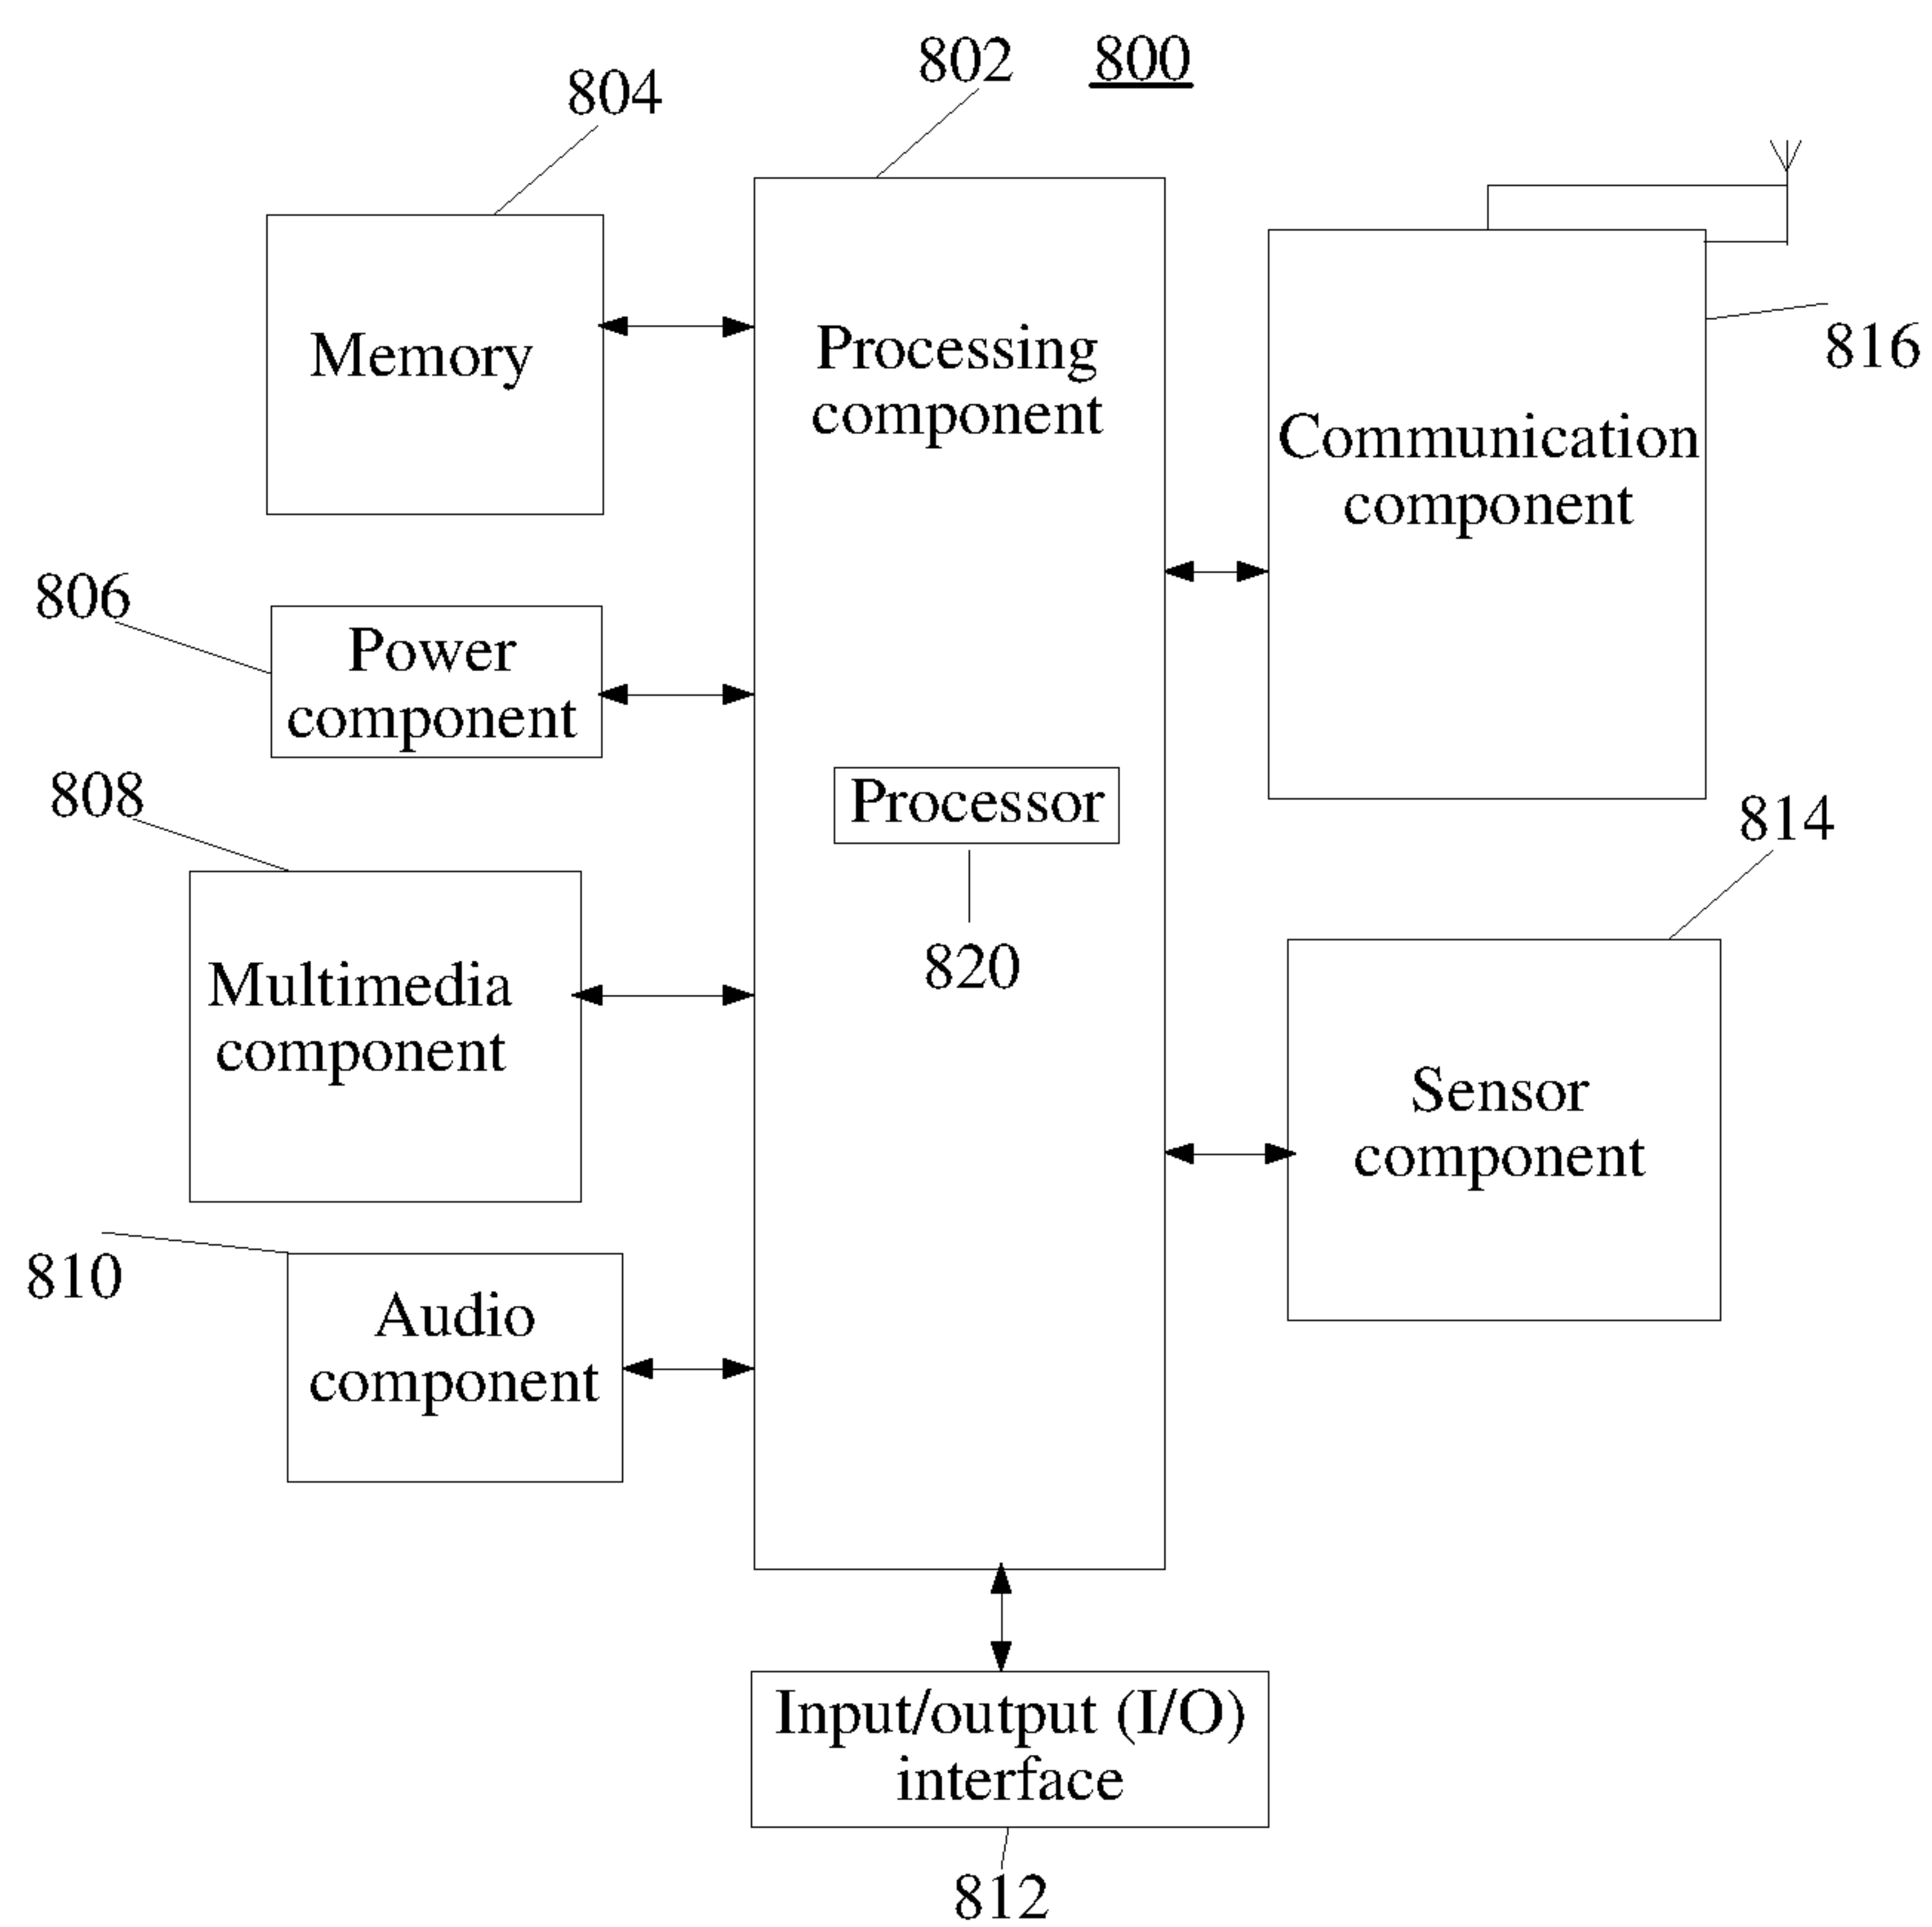 802
800
804
Memory
Processing
component
816
Communication
component
806
Power
component
808
Processor
814
820
Multimedia
component
Sensor
component
810
Audio
component
Input/output (I/O)
interface
812